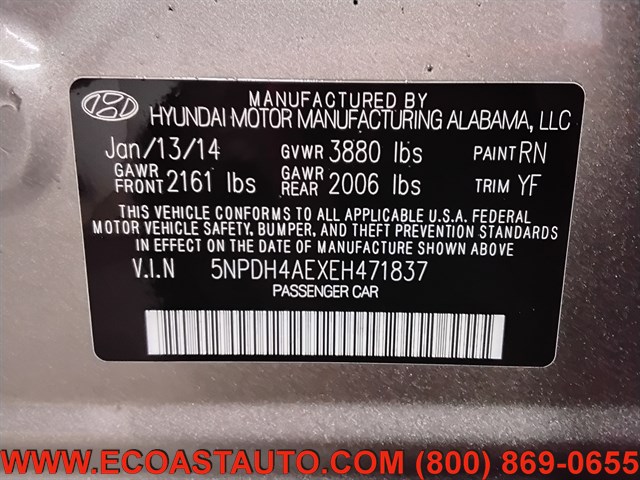 MANUFACTURED BY
HYUNDAI MOTOR MANUFACTURING ALABAMA, LLC
Jan/13/14 GVWR 3880 lbs PAINT RN
GAWR FRONT 2161 lbs GAWR REAR 2006 lbs TRIM YF
THIS VEHICLE CONFORMS TO ALL APPLICABLE U.S.A. FEDERAL
MOTOR VEHICLE SAFETY, BUMPER, AND THEFT PREVENTION STANDARDS
IN EFFECT ON THE DATE OF MANUFACTURE SHOWN ABOVE
V.I.N 5NPDH4AEXEH471837
PASSENGER CAR
WWW.ECOASTAUTO.COM (800) 869-0655